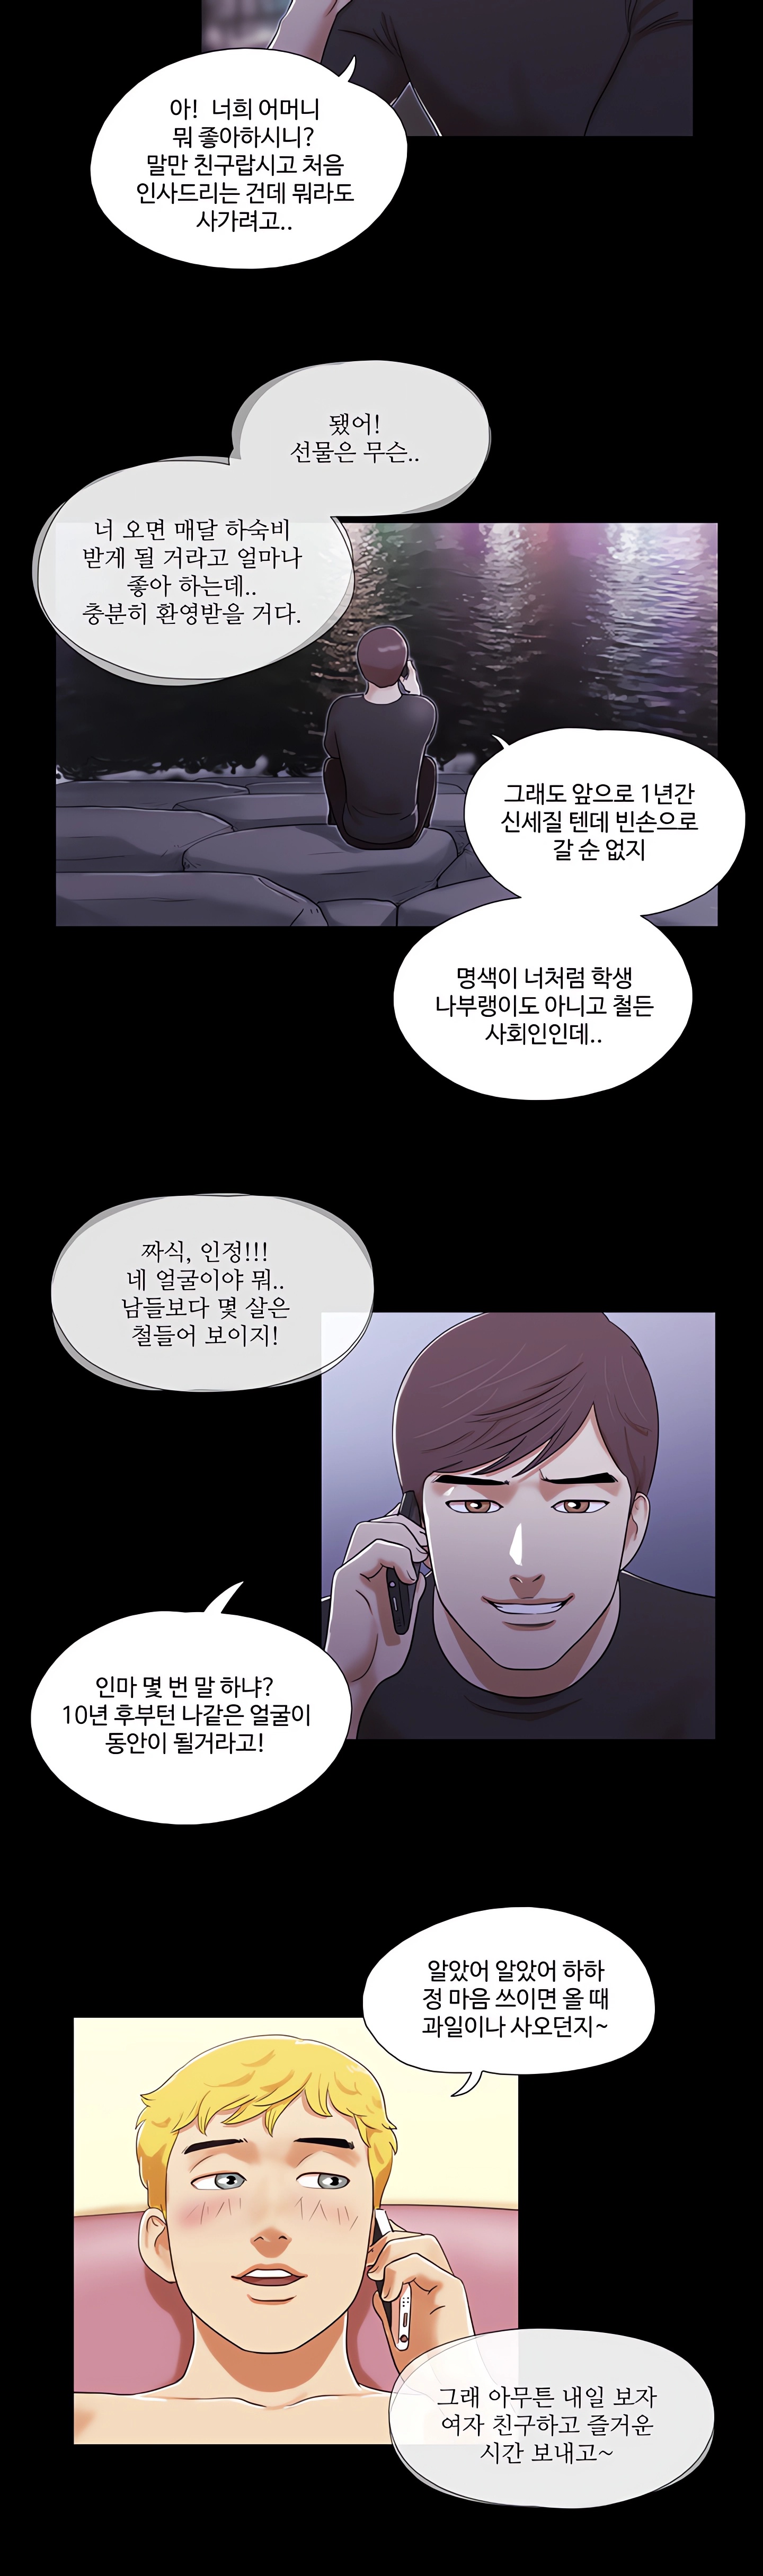 아! 너희 어머니
뭐 좋아하시니?
말만 친구랍시고 처음
인사드리는 건데 뭐라도
사가려고..
됐어!
선물은 무슨..
너 오면 매달 하숙비
받게 될 거라고 얼마나
좋아 하는데..
충분히 환영받을 거다.
그래도 앞으로 1년간
신세질 텐데 빈손으로
갈 순 없지
명색이 너처럼 학생
나부랭이도 아니고 철든
사회인인데..
짜식, 인정!!!
네 얼굴이야 뭐..
남들보다 몇 살은
철들어 보이지!
인마 몇 번 말 하냐?
10년 후부턴 나같은 얼굴이
동안이 될거라고!
알았어 알았어 하하
정 마음 쓰이면 올 때
과일이나 사오던지~
그래 아무튼 내일 보자
여자 친구하고 즐거운
시간 보내고~